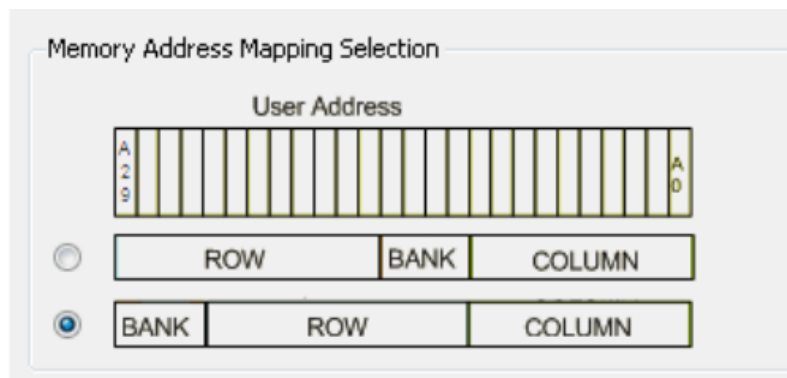 Memory Address Mapping Selection
User Address
A29 A0
ROW BANK COLUMN
BANK ROW COLUMN